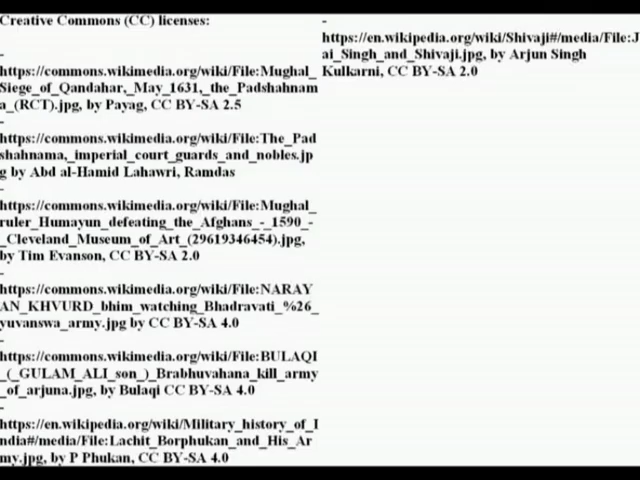 Creative Commons (CC) licenses:
-
https://commons.wikimedia.org/wiki/File:Mughal_
Siege_of_Qandahar,_May_1631,_the_Padshahnam
a_(RCT).jpg, by Payag, CC BY-SA 2.5
-
https://commons.wikimedia.org/wiki/File:The_Pad
shahnama,_imperial_court_guards_and_nobles.jp
g by Abd al-Hamid Lahawri, Ramdas
-
https://commons.wikimedia.org/wiki/File:Mughal_
ruler_Humayun_defeating_the_Afghans_-_1590_-
_Cleveland_Museum_of_Art_(29619346454).jpg,
by Tim Evanson, CC BY-SA 2.0
-
https://commons.wikimedia.org/wiki/File:NARAY
AN_KHVURD_bhim_watching_Bhadravati_%26_
yuvanswa_army.jpg by CC BY-SA 4.0
-
https://commons.wikimedia.org/wiki/File:BULAQI
_(_GULAM_ALI_son_)_Brabhuvahana_kill_army
_of_arjuna.jpg, by Bulaqi CC BY-SA 4.0
-
https://en.wikipedia.org/wiki/Military_history_of_I
ndia#/media/File:Lachit_Borphukan_and_His_Ar
my.jpg, by P Phukan, CC BY-SA 4.0
-
https://en.wikipedia.org/wiki/Shivaji#/media/File:J
ai_Singh_and_Shivaji.jpg, by Arjun Singh
Kulkarni, CC BY-SA 2.0